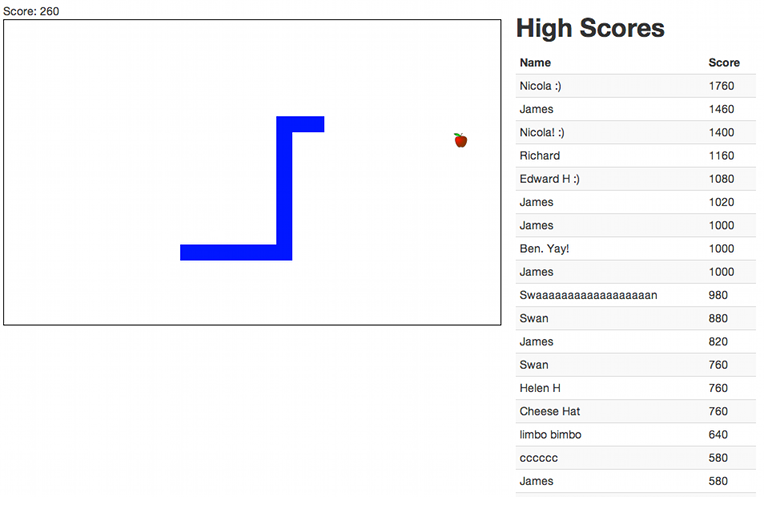 Score: 260
High Scores
Name Score
Nicola :) 1760
James 1460
Nicola! :) 1400
Richard 1160
Edward H :) 1080
James 1020
James 1000
Ben. Yay! 1000
James 1000
Swaaaaaaaaaaaaaaaaaaan 980
Swan 880
James 820
Swan 760
Helen H 760
Cheese Hat 760
limbo bimbo 640
cccccc 580
James 580